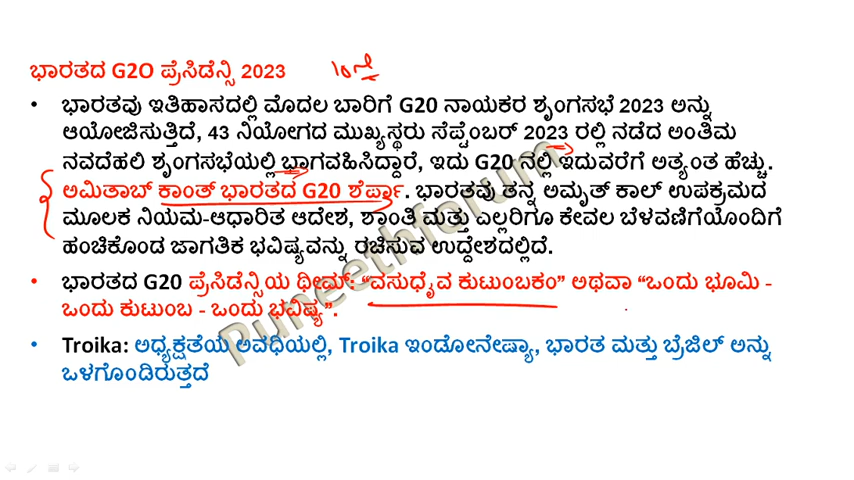 ಭಾರತದ G2O ಪ್ರೆಸಿಡೆನ್ಸಿ 2023
• ಭಾರತವು ಇತಿಹಾಸದಲ್ಲಿ ಮೊದಲ ಬಾರಿಗೆ G20 ನಾಯಕರ ಶೃಂಗಸಭೆ 2023 ಅನ್ನು
ಆಯೋಜಿಸುತ್ತಿದೆ, 43 ನಿಯೋಗದ ಮುಖ್ಯಸ್ಥರು ಸೆಪ್ಟೆಂಬರ್ 2023 ರಲ್ಲಿ ನಡೆದ ಅಂತಿಮ
ನವದೆಹಲಿ ಶೃಂಗಸಭೆಯಲ್ಲಿ ಭಾಗವಹಿಸಿದ್ದಾರೆ, ಇದು G20 ನಲ್ಲಿ ಇದುವರೆಗೆ ಅತ್ಯಂತ ಹೆಚ್ಚು.
ಅಮಿತಾಬ್ ಕಾಂತ್ ಭಾರತದ G20 ಶೆರ್ಪಾ. ಭಾರತವು ತನ್ನ ಅಮೃತ್ ಕಾಲ್ ಉಪಕ್ರಮದ
ಮೂಲಕ ನಿಯಮ-ಆಧಾರಿತ ಆದೇಶ, ಶಾಂತಿ ಮತ್ತು ಎಲ್ಲರಿಗೂ ಕೇವಲ ಬೆಳವಣಿಗೆಯೊಂದಿಗೆ
ಹಂಚಿಕೊಂಡ ಜಾಗತಿಕ ಭವಿಷ್ಯವನ್ನು ರಚಿಸುವ ಉದ್ದೇಶದಲ್ಲಿದೆ.
• ಭಾರತದ G20 ಪ್ರೆಸಿಡೆನ್ಸಿಯ ಥೀಮ್: “ವಸುಧೈವ ಕುಟುಂಬಕಂ” ಅಥವಾ “ಒಂದು ಭೂಮಿ -
ಒಂದು ಕುಟುಂಬ - ಒಂದು ಭವಿಷ್ಯ”.
• Troika: ಅಧ್ಯಕ್ಷತೆಯ ಅವಧಿಯಲ್ಲಿ, Troika ಇಂಡೋನೇಷ್ಯಾ, ಭಾರತ ಮತ್ತು ಬ್ರೆಜಿಲ್ ಅನ್ನು
ಒಳಗೊಂಡಿರುತ್ತದೆ
Puneethforum